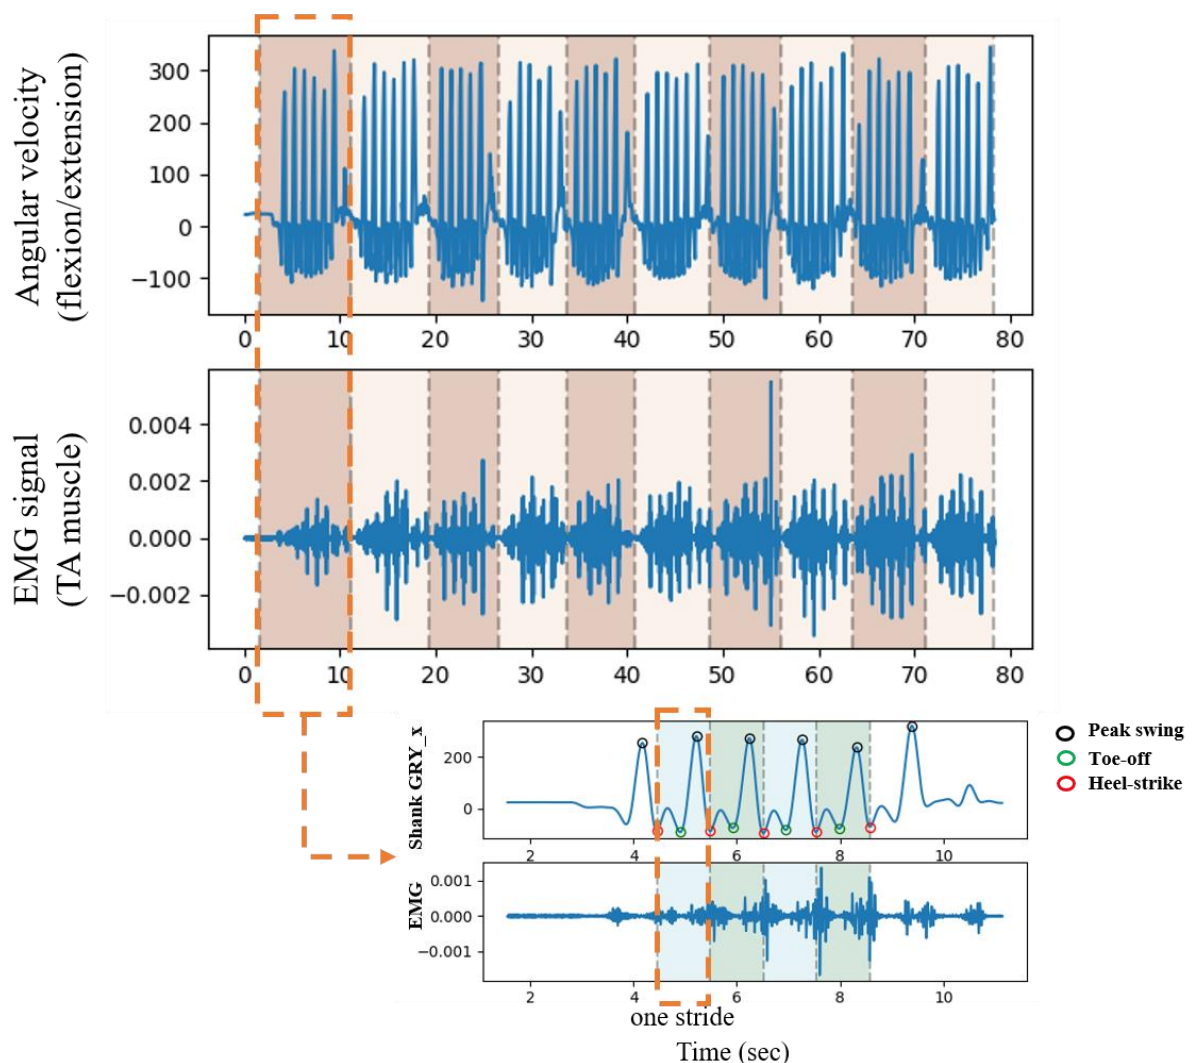 Angular velocity
(flexion/extension)
300
200
100
0
−100
0 10 20 30 40 50 60 70 80
EMG signal
(TA muscle)
0.004
0.002
0.000
−0.002
0 10 20 30 40 50 60 70 80
Shank GRY_x
200
0
2 4 6 8 10
Peak swing
Toe-off
Heel-strike
EMG
0.001
0.000
−0.001
2 4 6 8 10
one stride
Time (sec)